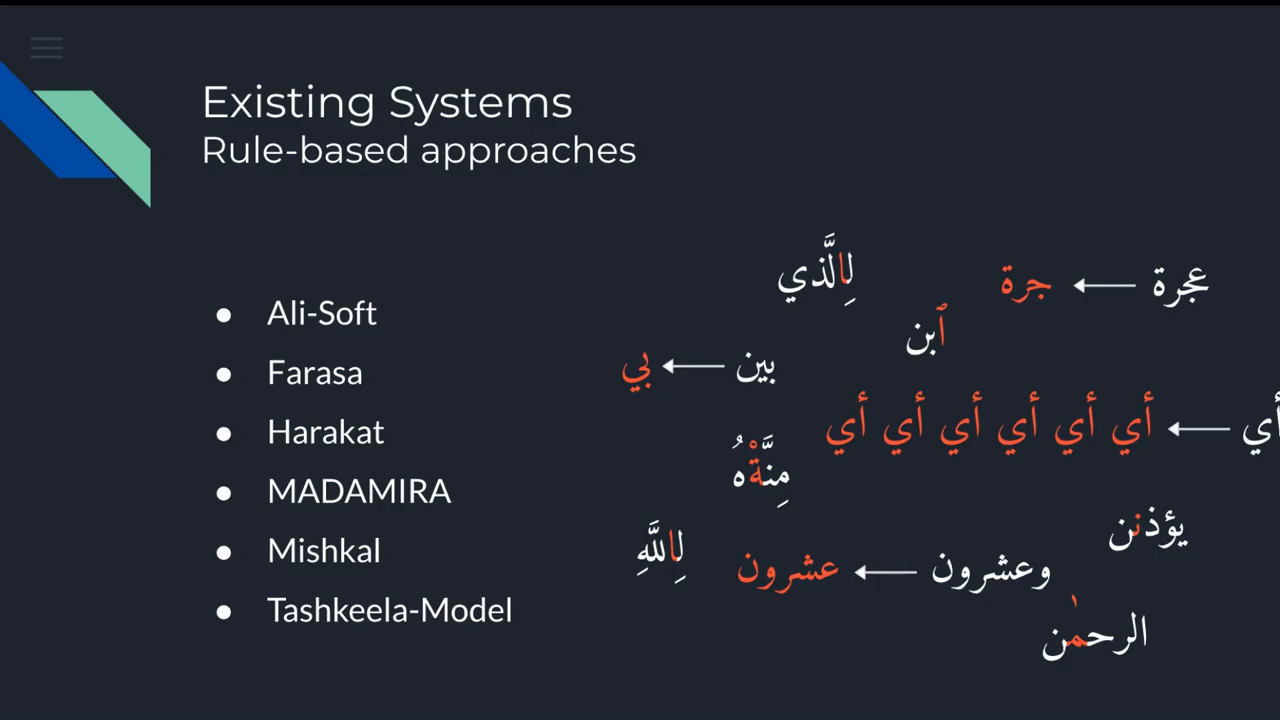 Existing Systems
Rule-based approaches
● Ali-Soft
● Farasa
● Harakat
● MADAMIRA
● Mishkal
● Tashkeela-Model
لِالَّذي
عجرة ← جرة
ٱبن
بين ← بي
أي ← أي أي أي أي أي أي
مِنَّةْهُ
يؤذنن
لِاللَّهِ
وعشرون ← عشرون
الرحمٰن